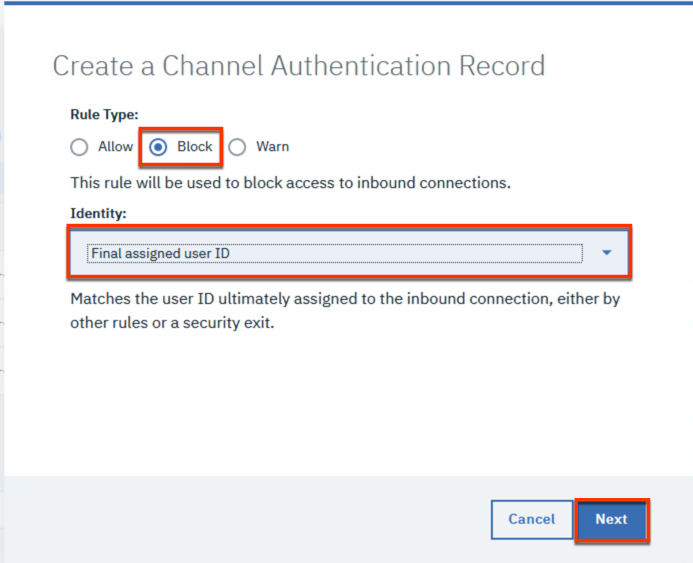 Create a Channel Authentication Record
Rule Type:
Allow Block Warn
This rule will be used to block access to inbound connections.
Identity:
Final assigned user ID
Matches the user ID ultimately assigned to the inbound connection, either by
other rules or a security exit.
Cancel Next